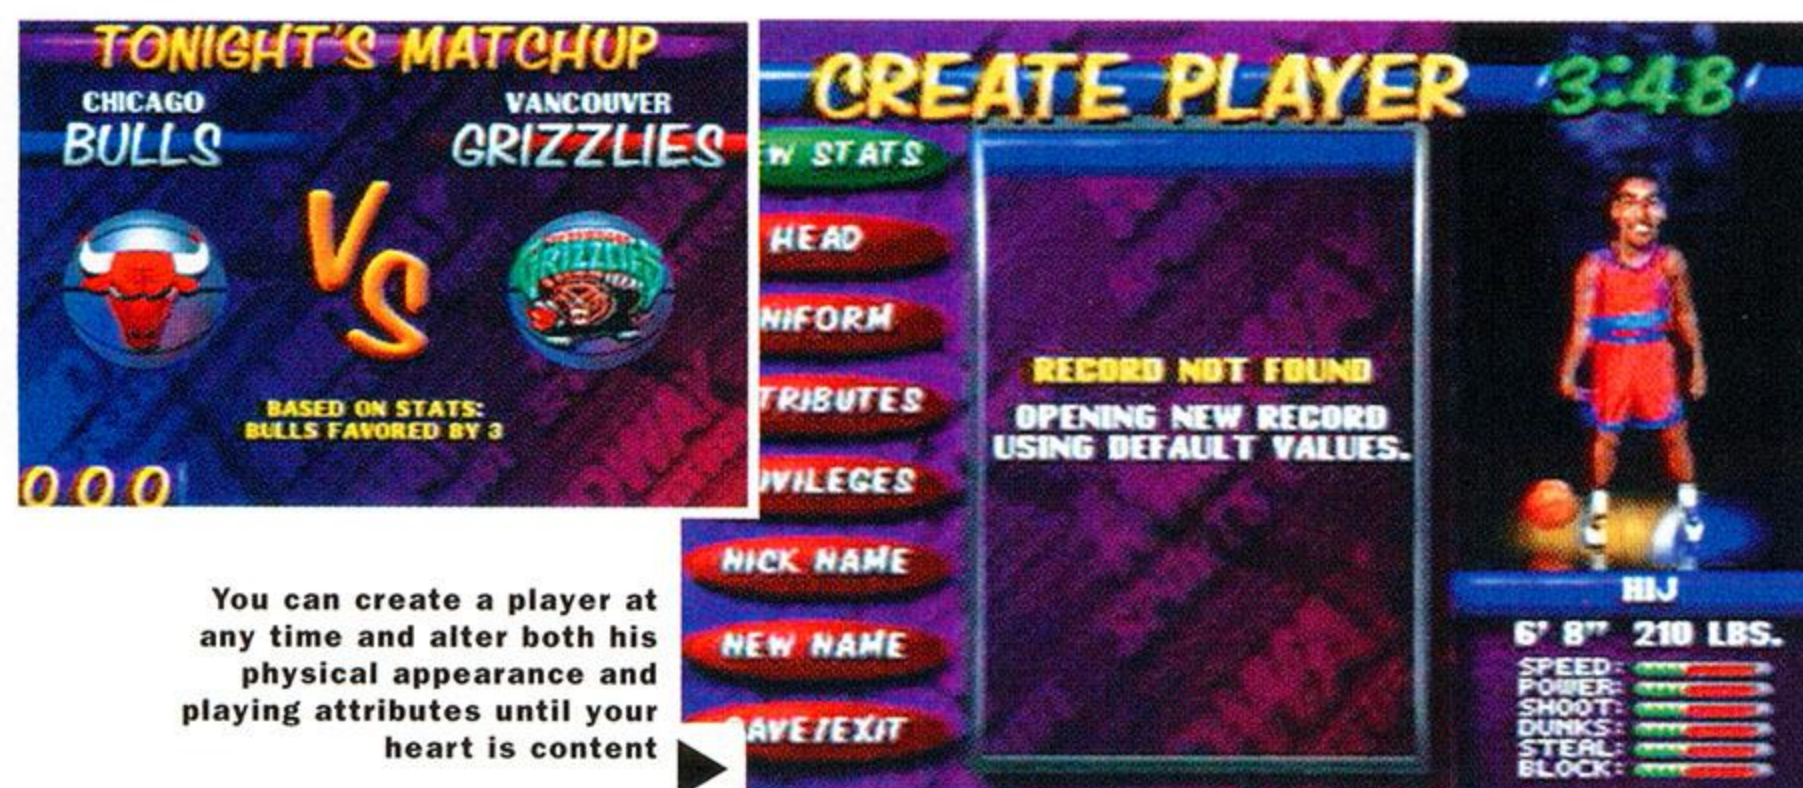 TONIGHT'S MATCHUP
CHICAGO
BULLS
VANCOUVER
GRIZZLIES
VS
GRIZZLIES
BASED ON STATS:
BULLS FAVORED BY 3
000
You can create a player at
any time and alter both his
physical appearance and
playing attributes until your
heart is content
CREATE PLAYER
3:48
EW STATS
HEAD
NIFORM
TRIBUTES
IVILEGES
NICK NAME
NEW NAME
SAVE/EXIT
RECORD NOT FOUND
OPENING NEW RECORD
USING DEFAULT VALUES.
HIJ
6' 8" 210 LBS.
SPEED:
POWER:
SHOOT:
DUNKS:
STEAL:
BLOCK: